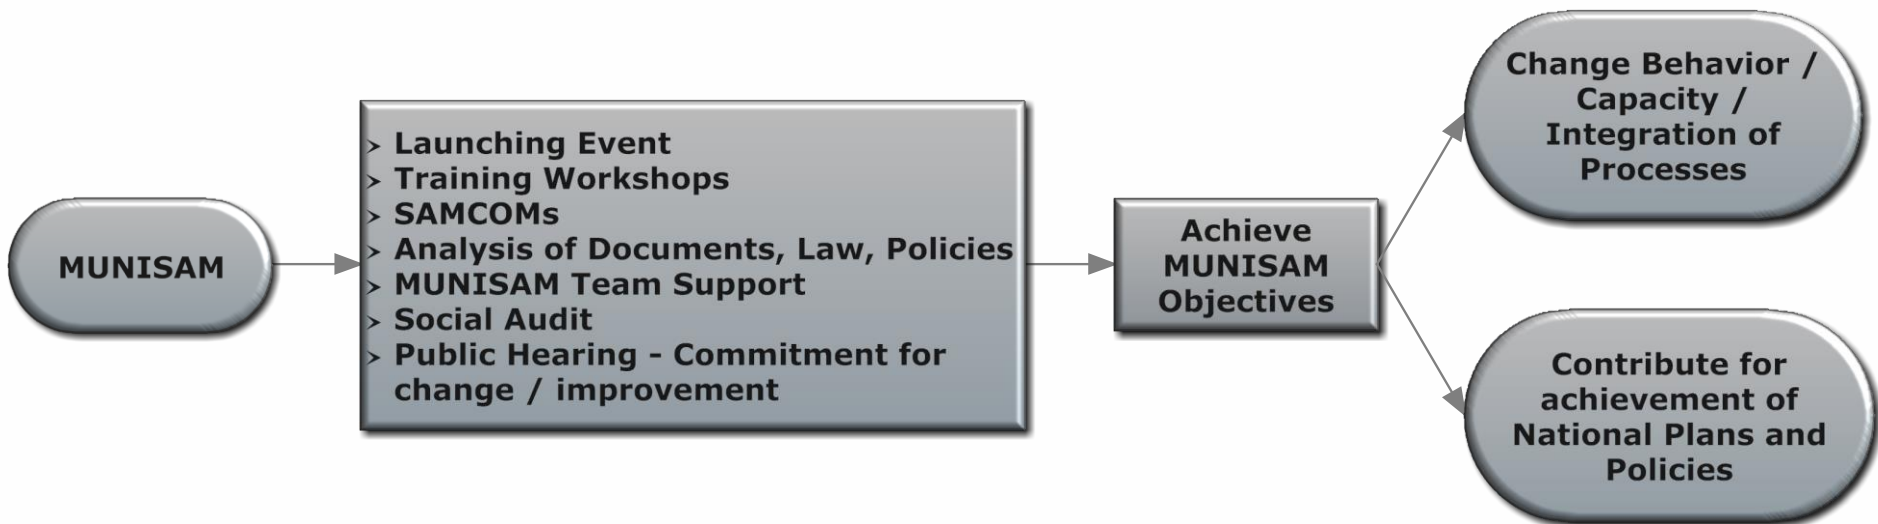 MUNISAM
➢ Launching Event
➢ Training Workshops
➢ SAMCOMs
➢ Analysis of Documents, Law, Policies
➢ MUNISAM Team Support
➢ Social Audit
➢ Public Hearing - Commitment for
change / improvement
Achieve
MUNISAM
Objectives
Change Behavior /
Capacity /
Integration of
Processes
Contribute for
achievement of
National Plans and
Policies